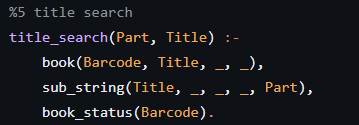 %5 title search
title_search(Part, Title) :-
    book(Barcode, Title, _, _),
    sub_string(Title, _, _, _, Part),
    book_status(Barcode).